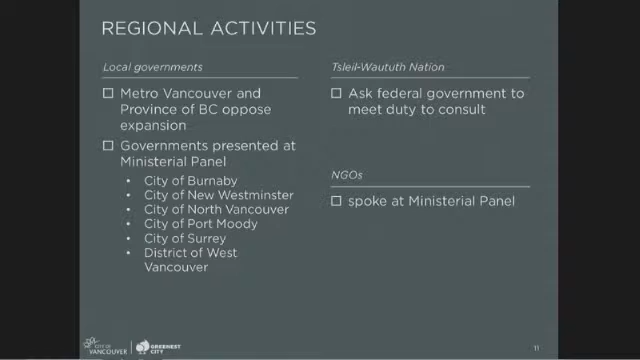 REGIONAL ACTIVITIES
Local governments
Metro Vancouver and
Province of BC oppose
expansion
Governments presented at
Ministerial Panel
City of Burnaby
City of New Westminster
City of North Vancouver
City of Port Moody
City of Surrey
District of West
Vancouver
Tsleil-Waututh Nation
Ask federal government to
meet duty to consult
NGOs
spoke at Ministerial Panel
CITY OF
VANCOUVER
GREENEST
CITY
11